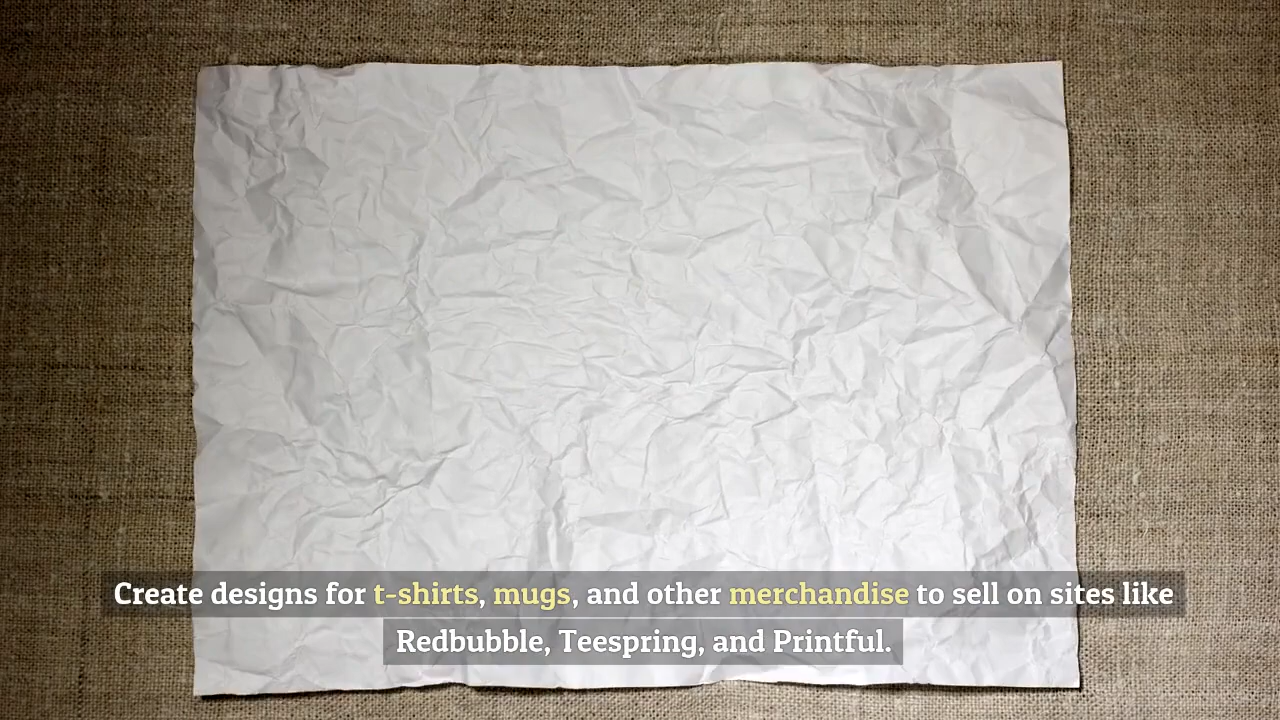 Create designs for t-shirts, mugs, and other merchandise to sell on sites like
Redbubble, Teespring, and Printful.